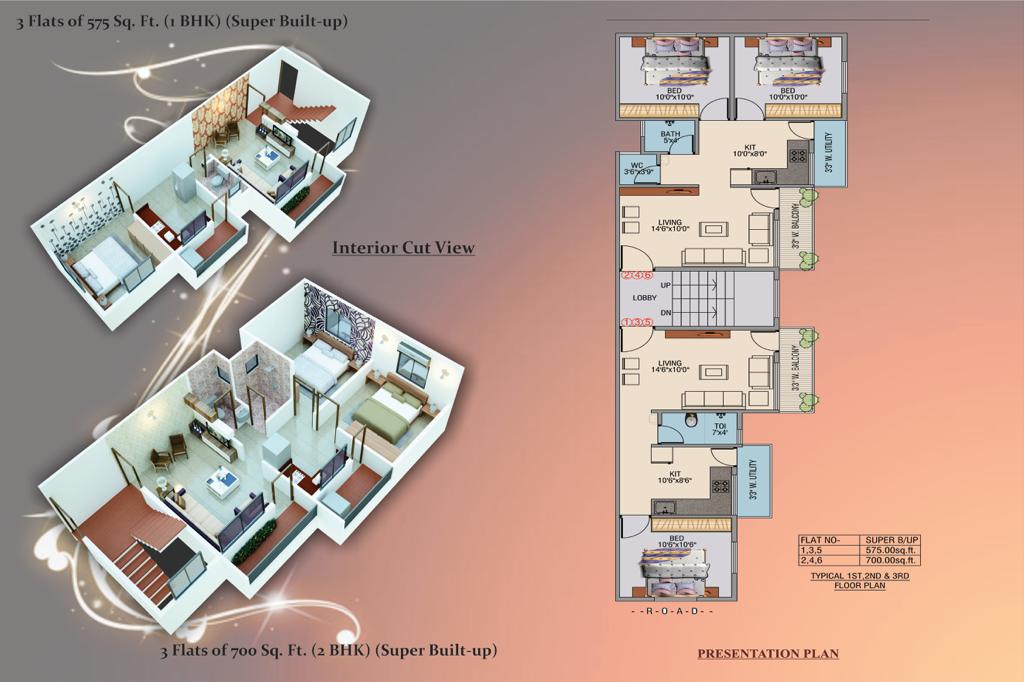 3 Flats of 575 Sq. Ft. (1 BHK) (Super Built-up)
Interior Cut View
3 Flats of 700 Sq. Ft. (2 BHK) (Super Built-up)
BED
10'0"x10'0"
BED
10'0"x10'0"
BATH
5'x4'
KIT
10'0"x8'0"
3'3" W. UTILITY
WC
3'6"x3'9"
LIVING
14'6"x10'0"
3'3" W. BALCONY
2 4 6
UP
LOBBY
DN
1 3 5
LIVING
14'6"x10'0"
3'3" W. BALCONY
TOI
7'x4'
KIT
10'6"x8'6"
3'3" W. UTILITY
BED
10'6"x10'6"
--R-O-A-D--
FLAT NO- SUPER B/UP
1,3,5 575.00sq.ft.
2,4,6 700.00sq.ft.
TYPICAL 1ST,2ND & 3RD
FLOOR PLAN
PRESENTATION PLAN